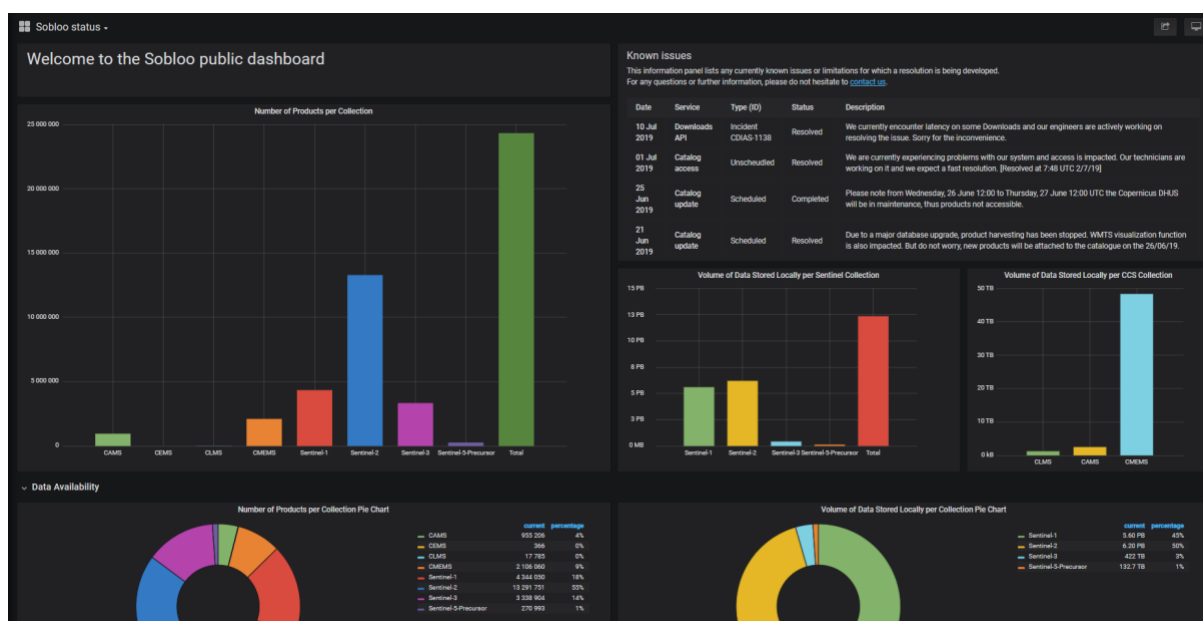 Sobloo status
Welcome to the Sobloo public dashboard
Number of Products per Collection
25 000 000
20 000 000
15 000 000
10 000 000
5 000 000
0
CAMS CEMS CLMS CMEMS Sentinel-1 Sentinel-2 Sentinel-3 Sentinel-5-Precursor Total
Known issues
This information panel lists any currently known issues or limitations for which a resolution is being developed.
For any questions or further information, please do not hesitate to contact us.
Date Service Type (ID) Status Description
10 Jul 2019 Downloads API Incident CDIAS-1138 Resolved We currently encounter latency on some Downloads and our engineers are actively working on
resolving the issue. Sorry for the inconvenience.
01 Jul 2019 Catalog access Unscheudled Resolved We are currently experiencing problems with our system and access is impacted. Our technicians are
working on it and we expect a fast resolution. [Resolved at 7:48 UTC 2/7/19]
25 Jun 2019 Catalog update Scheduled Completed Please note from Wednesday, 26 June 12:00 to Thursday, 27 June 12:00 UTC the Copernicus DHUS
will be in maintenance, thus products not accessible.
21 Jun 2019 Catalog update Scheduled Resolved Due to a major database upgrade, product harvesting has been stopped. WMTS visualization function
is also impacted. But do not worry, new products will be attached to the catalogue on the 26/06/19.
Volume of Data Stored Locally per Sentinel Collection
15 PB
13 PB
10 PB
8 PB
5 PB
3 PB
0 MB
Sentinel-1 Sentinel-2 Sentinel-3 Sentinel-5-Precursor Total
Volume of Data Stored Locally per CCS Collection
50 TB
40 TB
30 TB
20 TB
10 TB
0 kB
CLMS CAMS CMEMS
Data Availability
Number of Products per Collection Pie Chart
current percentage
CAMS 955 206 4%
CEMS 366 0%
CLMS 17 785 0%
CMEMS 2 106 060 9%
Sentinel-1 4 344 050 18%
Sentinel-2 13 291 751 55%
Sentinel-3 3 338 904 14%
Sentinel-5-Precursor 270 993 1%
Volume of Data Stored Locally per Collection Pie Chart
current percentage
Sentinel-1 5.60 PB 45%
Sentinel-2 6.20 PB 50%
Sentinel-3 422 TB 3%
Sentinel-5-Precursor 132.7 TB 1%